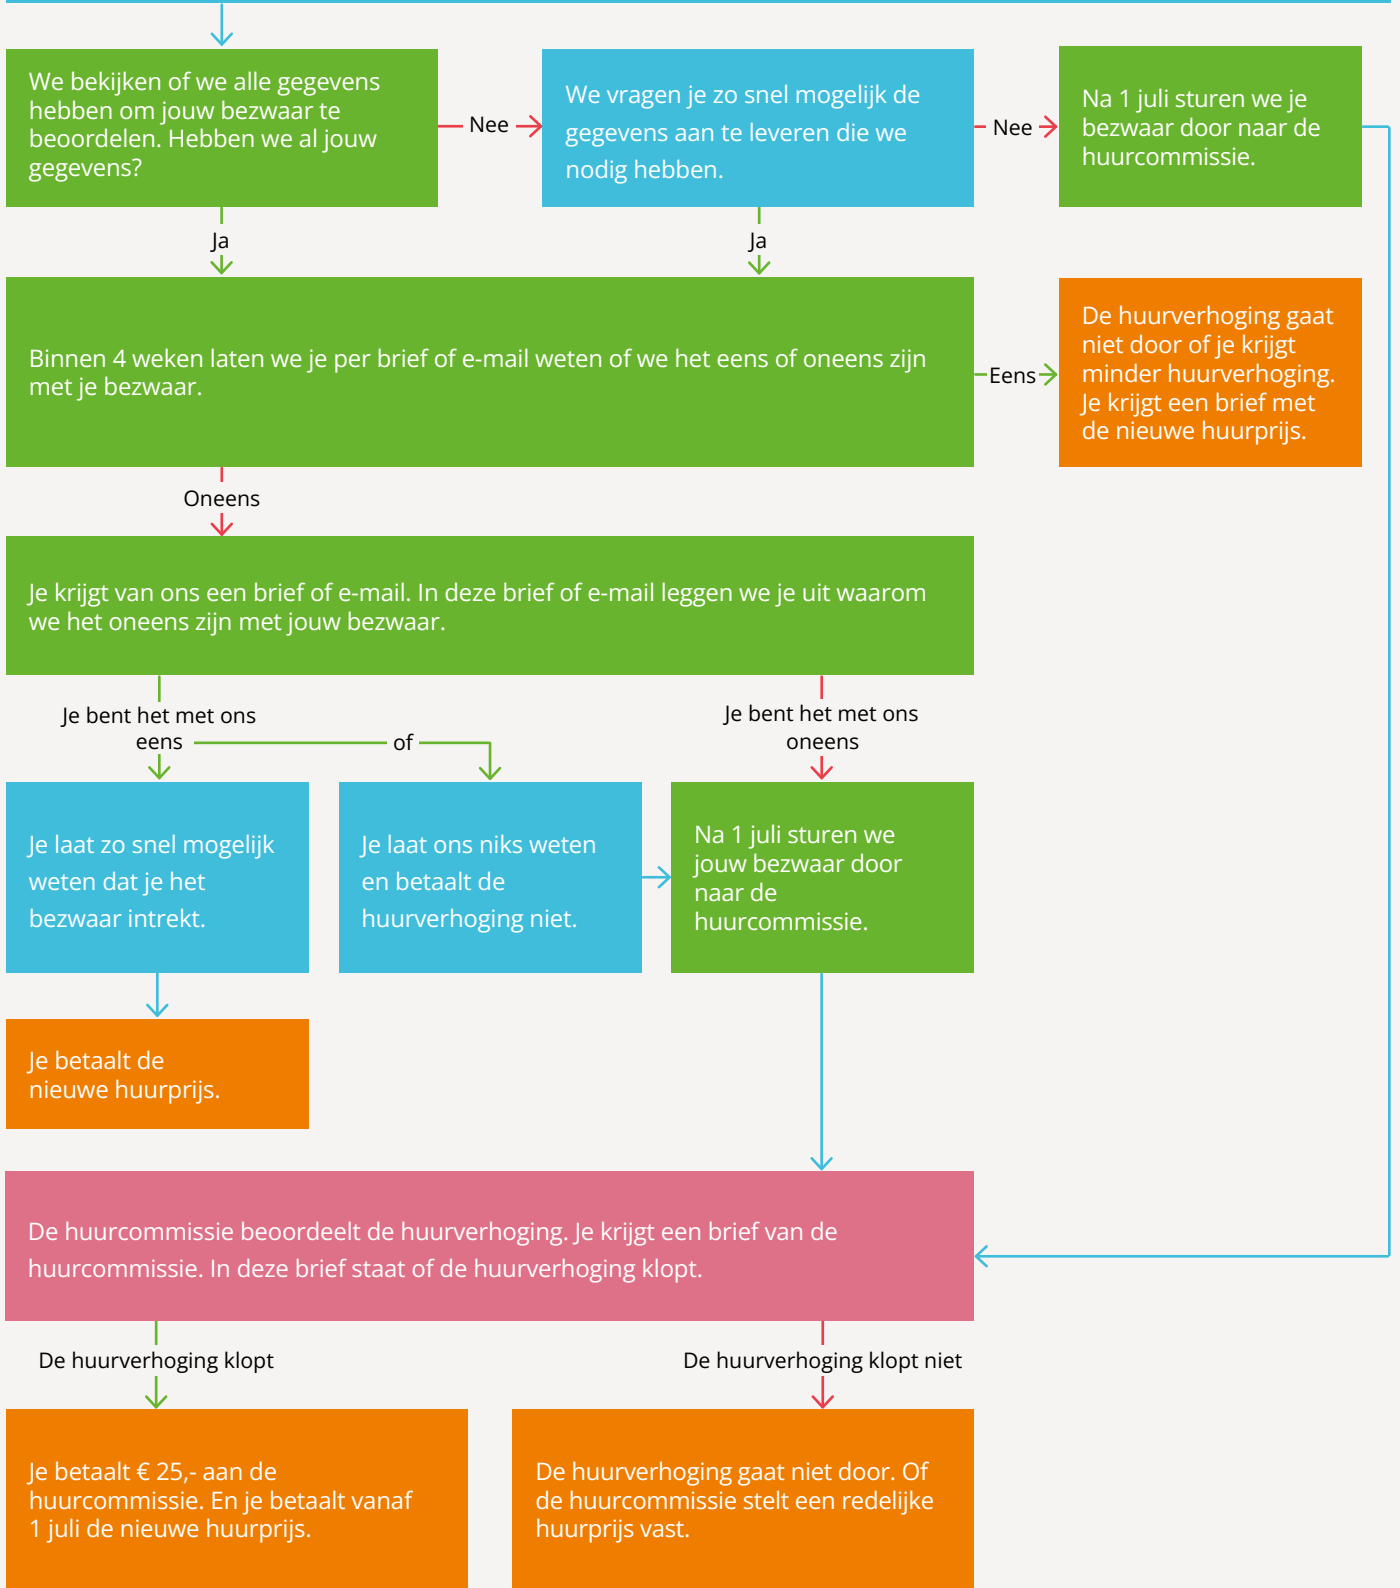 We bekijken of we alle gegevens
hebben om jouw bezwaar te
beoordelen. Hebben we al jouw
gegevens?
Nee
We vragen je zo snel mogelijk de
gegevens aan te leveren die we
nodig hebben.
Nee
Na 1 juli sturen we je
bezwaar door naar de
huurcommissie.
Ja
Ja
Binnen 4 weken laten we je per brief of e-mail weten of we het eens of oneens zijn
met je bezwaar.
Eens
De huurverhoging gaat
niet door of je krijgt
minder huurverhoging.
Je krijgt een brief met
de nieuwe huurprijs.
Oneens
Je krijgt van ons een brief of e-mail. In deze brief of e-mail leggen we je uit waarom
we het oneens zijn met jouw bezwaar.
Je bent het met ons
eens
of
Je bent het met ons
oneens
Je laat zo snel mogelijk
weten dat je het
bezwaar intrekt.
Je laat ons niks weten
en betaalt de
huurverhoging niet.
Na 1 juli sturen we
jouw bezwaar door
naar de
huurcommissie.
Je betaalt de
nieuwe huurprijs.
De huurcommissie beoordeelt de huurverhoging. Je krijgt een brief van de
huurcommissie. In deze brief staat of de huurverhoging klopt.
De huurverhoging klopt
De huurverhoging klopt niet
Je betaalt € 25,- aan de
huurcommissie. En je betaalt vanaf
1 juli de nieuwe huurprijs.
De huurverhoging gaat niet door. Of
de huurcommissie stelt een redelijke
huurprijs vast.